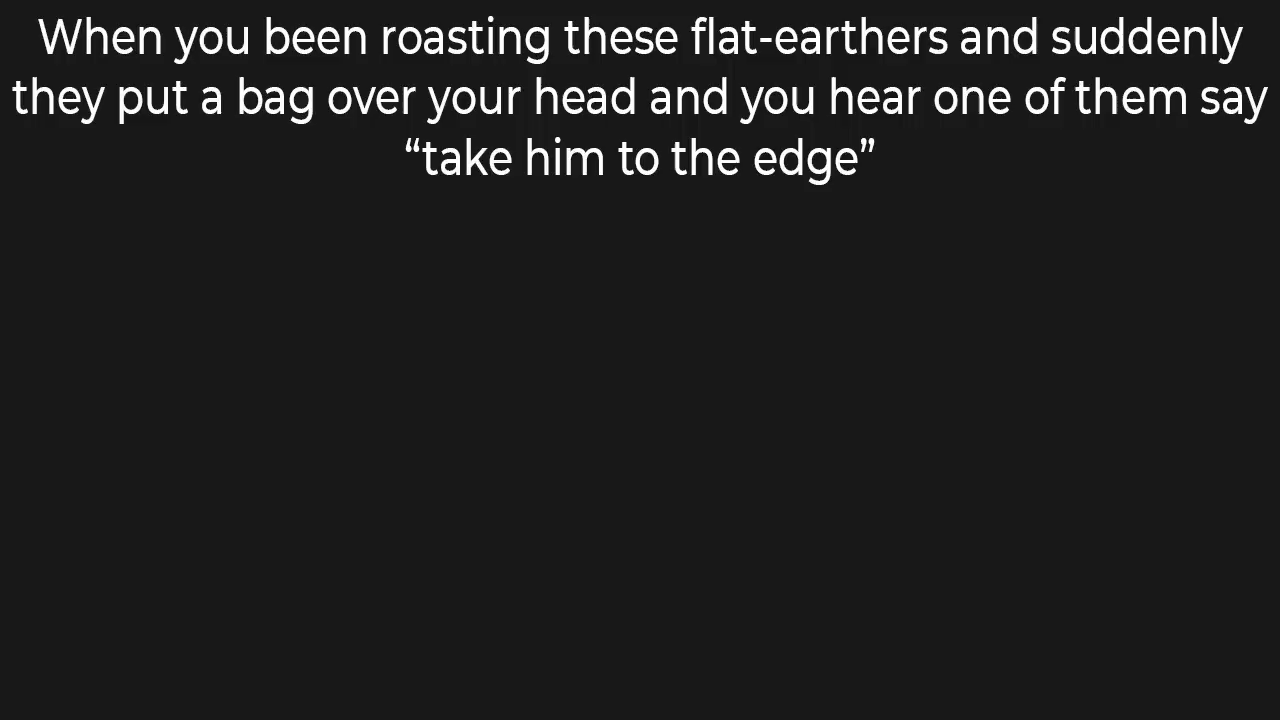 When you been roasting these flat-earthers and suddenly
they put a bag over your head and you hear one of them say
“take him to the edge”